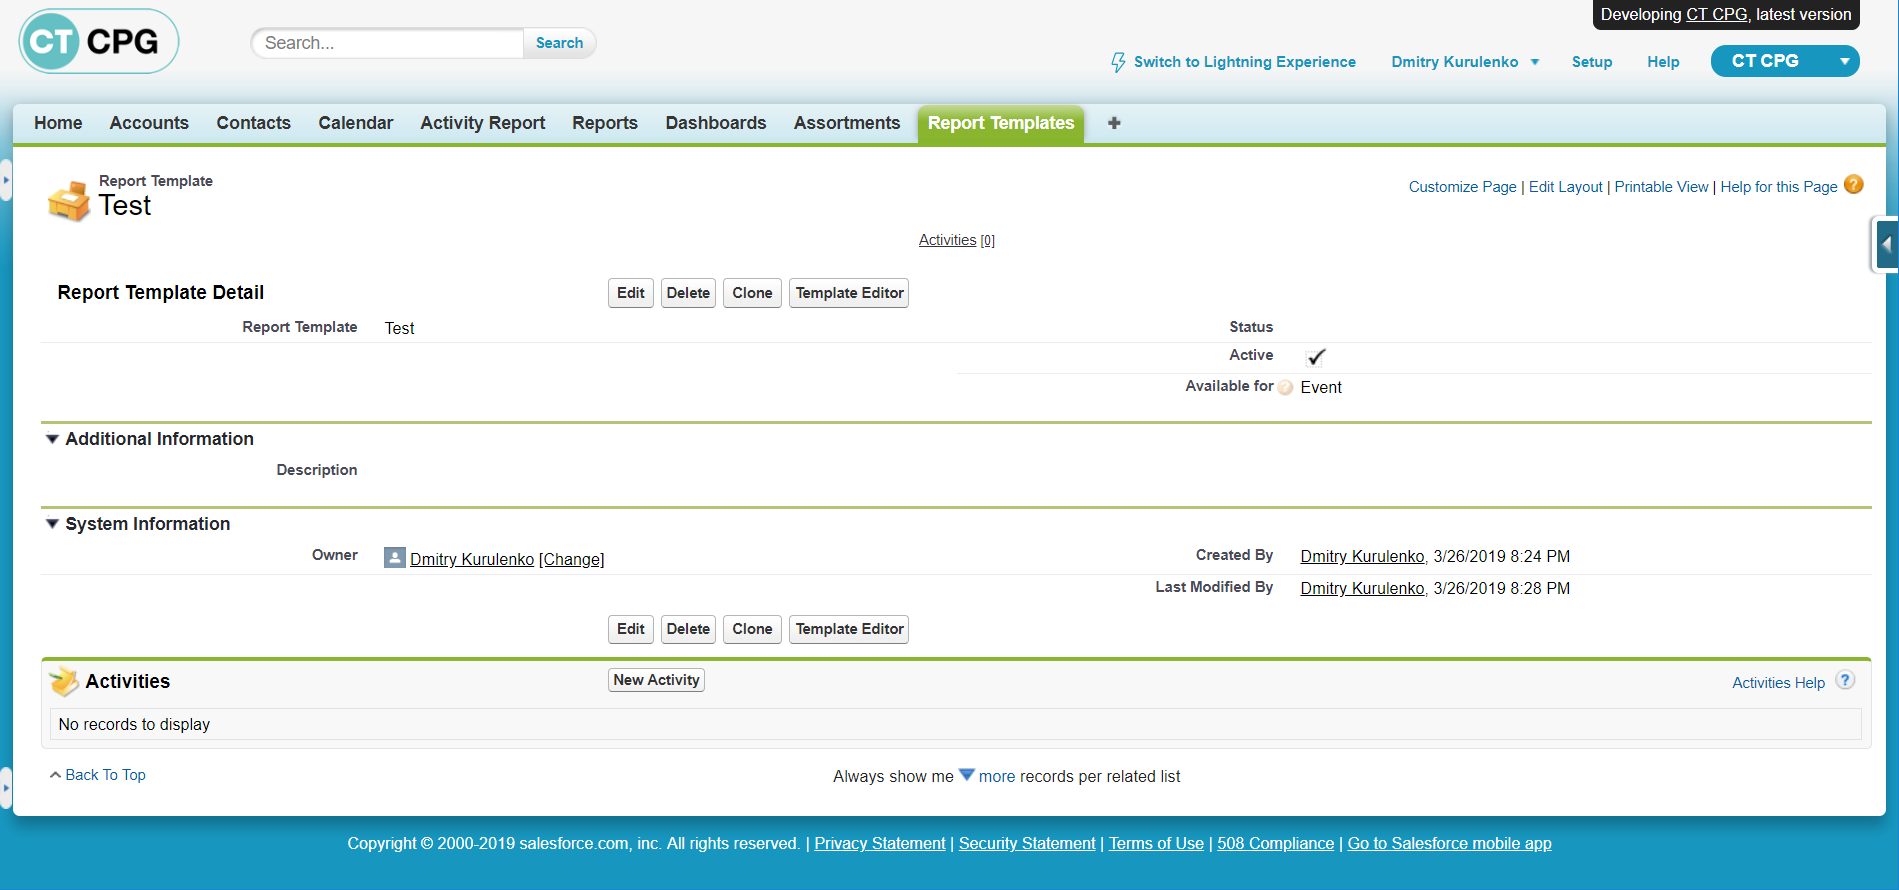 Developing CT CPG, latest version
CT CPG
Search...
Search
Switch to Lightning Experience
Dmitry Kurulenko
Setup
Help
CT CPG
Home
Accounts
Contacts
Calendar
Activity Report
Reports
Dashboards
Assortments
Report Templates
+
Report Template
Test
Customize Page | Edit Layout | Printable View | Help for this Page ?
Activities [0]
Report Template Detail
Edit
Delete
Clone
Template Editor
Report Template
Test
Status
Active
Available for
Event
Additional Information
Description
System Information
Owner
Dmitry Kurulenko [Change]
Created By
Dmitry Kurulenko, 3/26/2019 8:24 PM
Last Modified By
Dmitry Kurulenko, 3/26/2019 8:28 PM
Edit
Delete
Clone
Template Editor
Activities
New Activity
Activities Help ?
No records to display
Back To Top
Always show me more records per related list
Copyright © 2000-2019 salesforce.com, inc. All rights reserved. | Privacy Statement | Security Statement | Terms of Use | 508 Compliance | Go to Salesforce mobile app